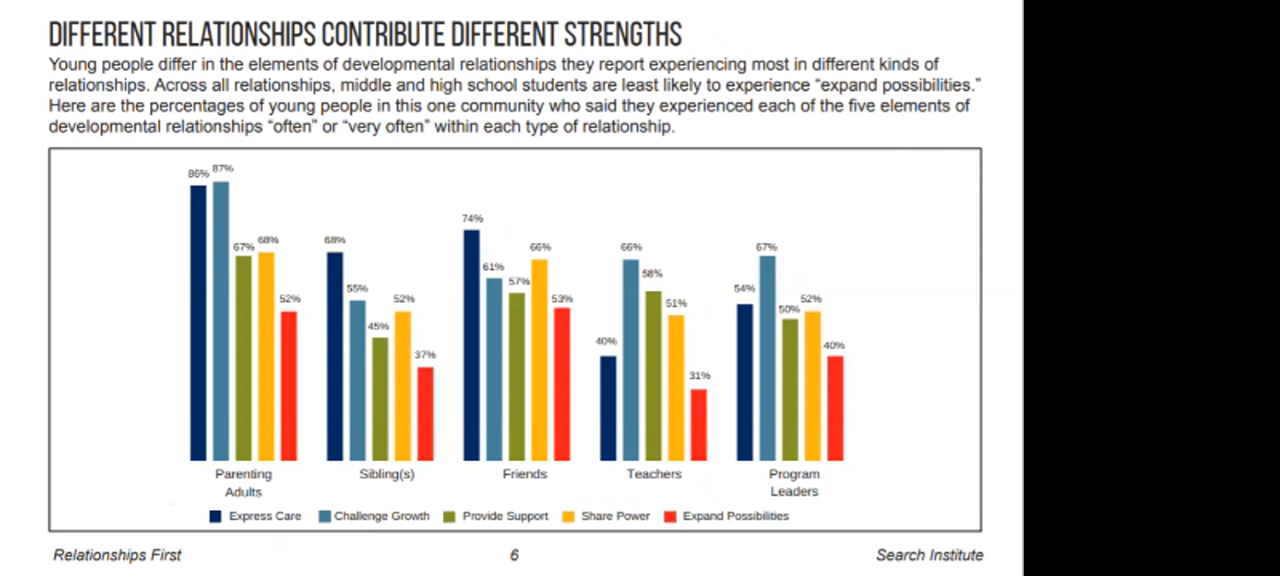 DIFFERENT RELATIONSHIPS CONTRIBUTE DIFFERENT STRENGTHS
Young people differ in the elements of developmental relationships they report experiencing most in different kinds of
relationships. Across all relationships, middle and high school students are least likely to experience “expand possibilities.”
Here are the percentages of young people in this one community who said they experienced each of the five elements of
developmental relationships “often” or “very often” within each type of relationship.
86% 87% 67% 68% 52%
68% 55% 45% 52% 37%
74% 61% 57% 66% 53%
40% 66% 58% 51% 31%
54% 67% 50% 52% 40%
Parenting Adults
Sibling(s)
Friends
Teachers
Program Leaders
Express Care Challenge Growth Provide Support Share Power Expand Possibilities
Relationships First 6 Search Institute